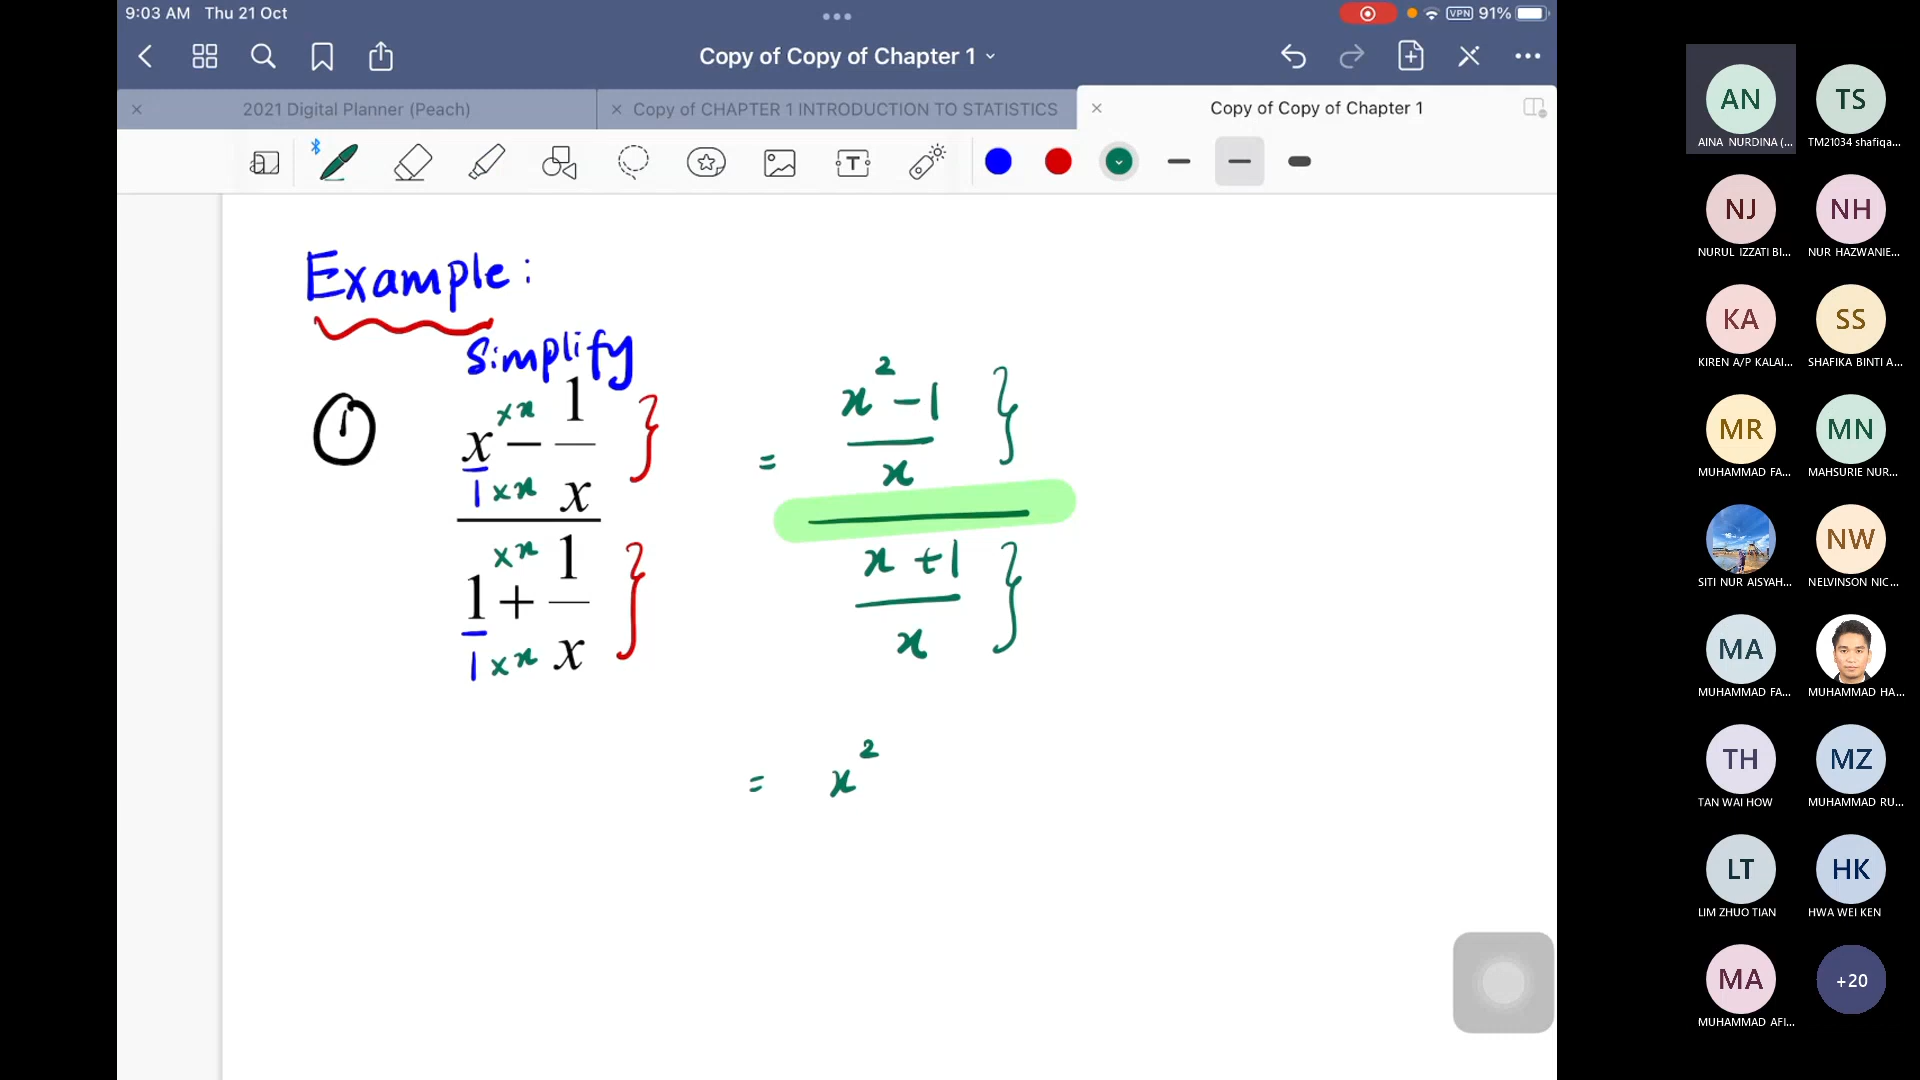 9:03 AM Thu 21 Oct
VPN 91%
Copy of Copy of Chapter 1
2021 Digital Planner (Peach)
Copy of CHAPTER 1 INTRODUCTION TO STATISTICS
Copy of Copy of Chapter 1
T
Example:
Simplify
1
×x 1
x −
1 ×x x
×x 1
1 +
1 ×x x
x² − 1
= x
x + 1
x
= x²
AN
AINA NURDINA (...
TS
TM21034 shafiqa...
NJ
NURUL IZZATI BI...
NH
NUR HAZWANIE...
KA
KIREN A/P KALAI...
SS
SHAFIKA BINTI A...
MR
MUHAMMAD FA...
MN
MAHSURIE NUR...
SITI NUR AISYAH...
NW
NELVINSON NIC...
MA
MUHAMMAD FA...
MUHAMMAD HA...
TH
TAN WAI HOW
MZ
MUHAMMAD RU...
LT
LIM ZHUO TIAN
HK
HWA WEI KEN
MA
MUHAMMAD AFI...
+20